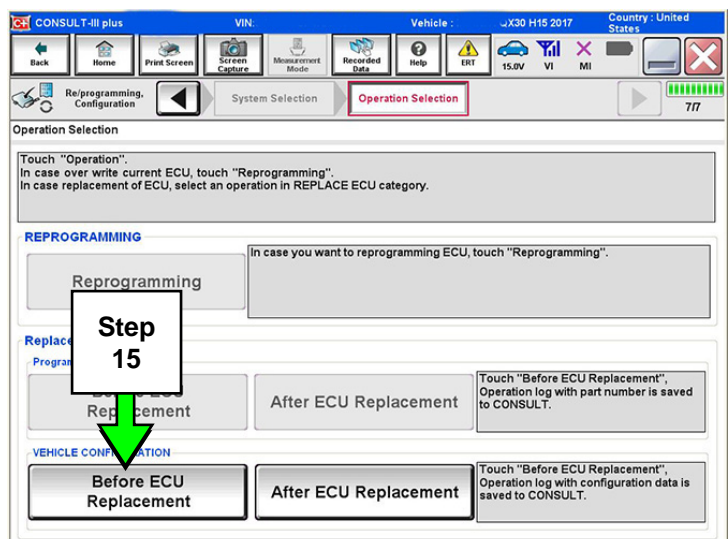 C+ CONSULT-III plus VIN: Vehicle : QX30 H15 2017 Country : United States
Back Home Print Screen Screen Capture Measurement Mode Recorded Data Help ERT 15.0V VI MI
Re/programming, Configuration System Selection Operation Selection 7/7
Operation Selection
Touch "Operation".
In case over write current ECU, touch "Reprogramming".
In case replacement of ECU, select an operation in REPLACE ECU category.
REPROGRAMMING
Reprogramming
In case you want to reprogramming ECU, touch "Reprogramming".
Step
15
After ECU Replacement
Touch "Before ECU Replacement",
Operation log with part number is saved
to CONSULT.
VEHICLE
Before ECU
Replacement
After ECU Replacement
Touch "Before ECU Replacement",
Operation log with configuration data is
saved to CONSULT.